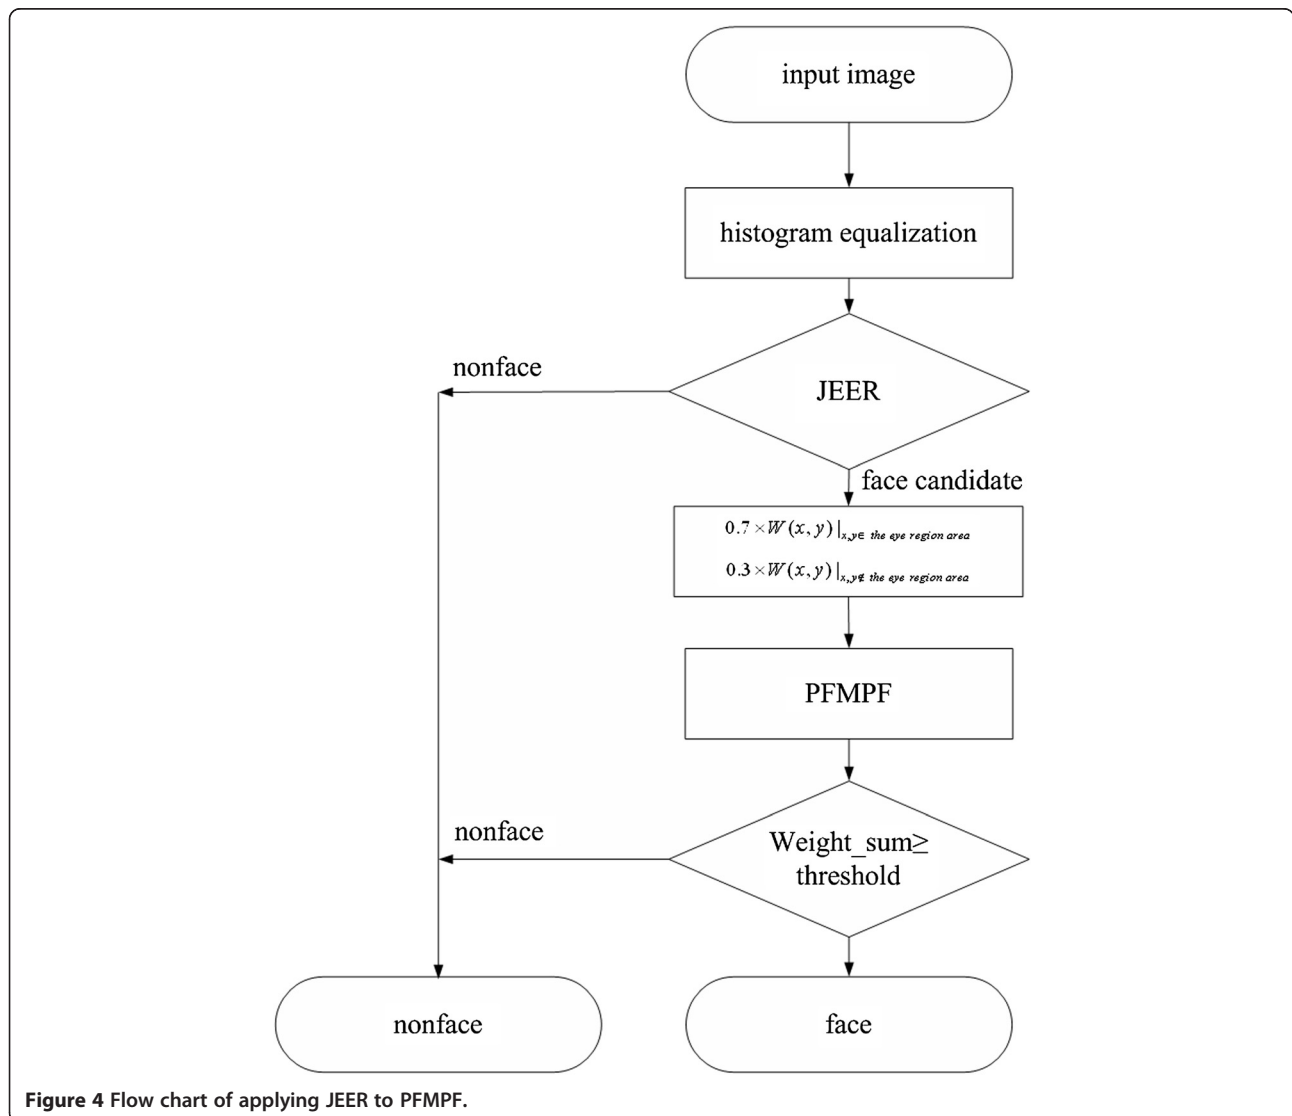 input image
histogram equalization
nonface
JEER
face candidate
0.7×W(x,y)|x,y∈ the eye region area
0.3×W(x,y)|x,y∉ the eye region area
PFMPF
nonface
Weight_sum≥
threshold
nonface
face
Figure 4 Flow chart of applying JEER to PFMPF.